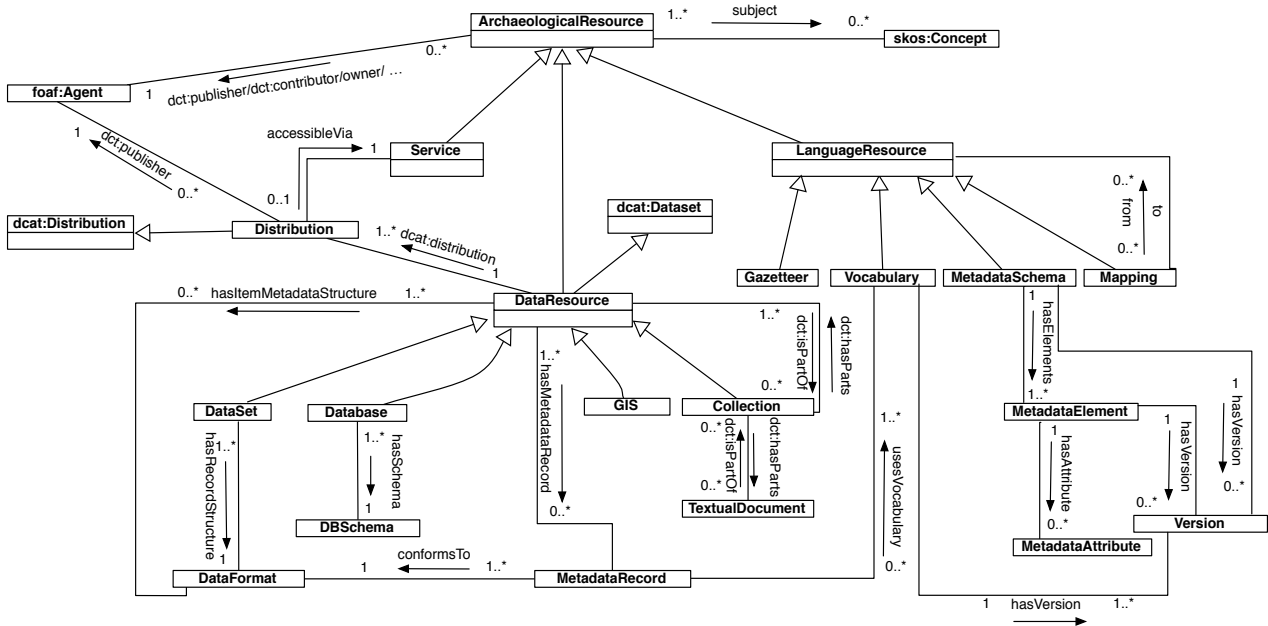 ArchaeologicalResource
1..*
subject
0..*
skos:Concept
0..*
foaf:Agent
1
dct:publisher/dct:contributor/owner/ ...
1
dct:publisher
0..*
accessibleVia
1
Service
0..1
LanguageResource
0..*
to
from
0..*
dcat:Distribution
Distribution
dcat:Dataset
1..*
dcat:distribution
1
Gazetteer
Vocabulary
MetadataSchema
Mapping
0..*
hasItemMetadataStructure
1..*
DataResource
1..*
dct:isPartOf
dct:hasParts
0..*
1
hasElements
1..*
1..*
hasMetadataRecord
0..*
DataSet
Database
GIS
Collection
MetadataElement
1
hasVersion
0..*
1..*
hasRecordStructure
1
1..*
hasSchema
1
DBSchema
0..*
dct:isPartOf
dct:hasParts
0..*
TextualDocument
1..*
usesVocabulary
0..*
1
hasAttribute
0..*
1
hasVersion
0..*
Version
MetadataAttribute
DataFormat
1
conformsTo
1..*
MetadataRecord
1
hasVersion
1..*